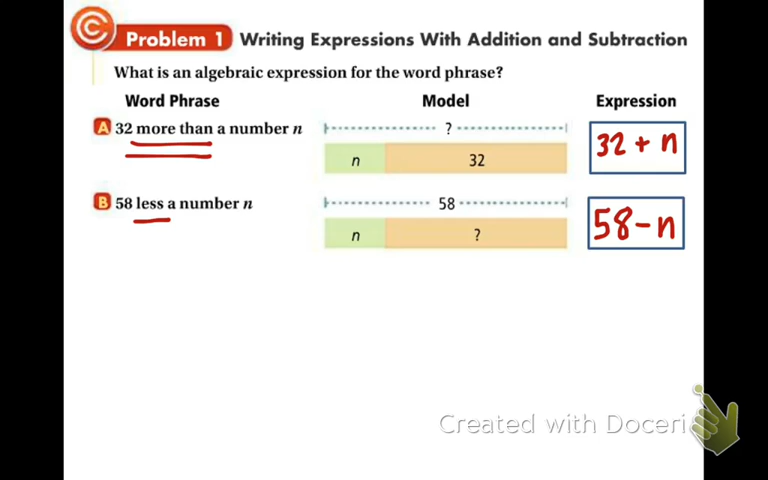 Problem 1 Writing Expressions With Addition and Subtraction
What is an algebraic expression for the word phrase?
Word Phrase Model Expression
A 32 more than a number n ? 32 + n
n 32
B 58 less a number n 58 58 - n
n ?
Created with Doceri